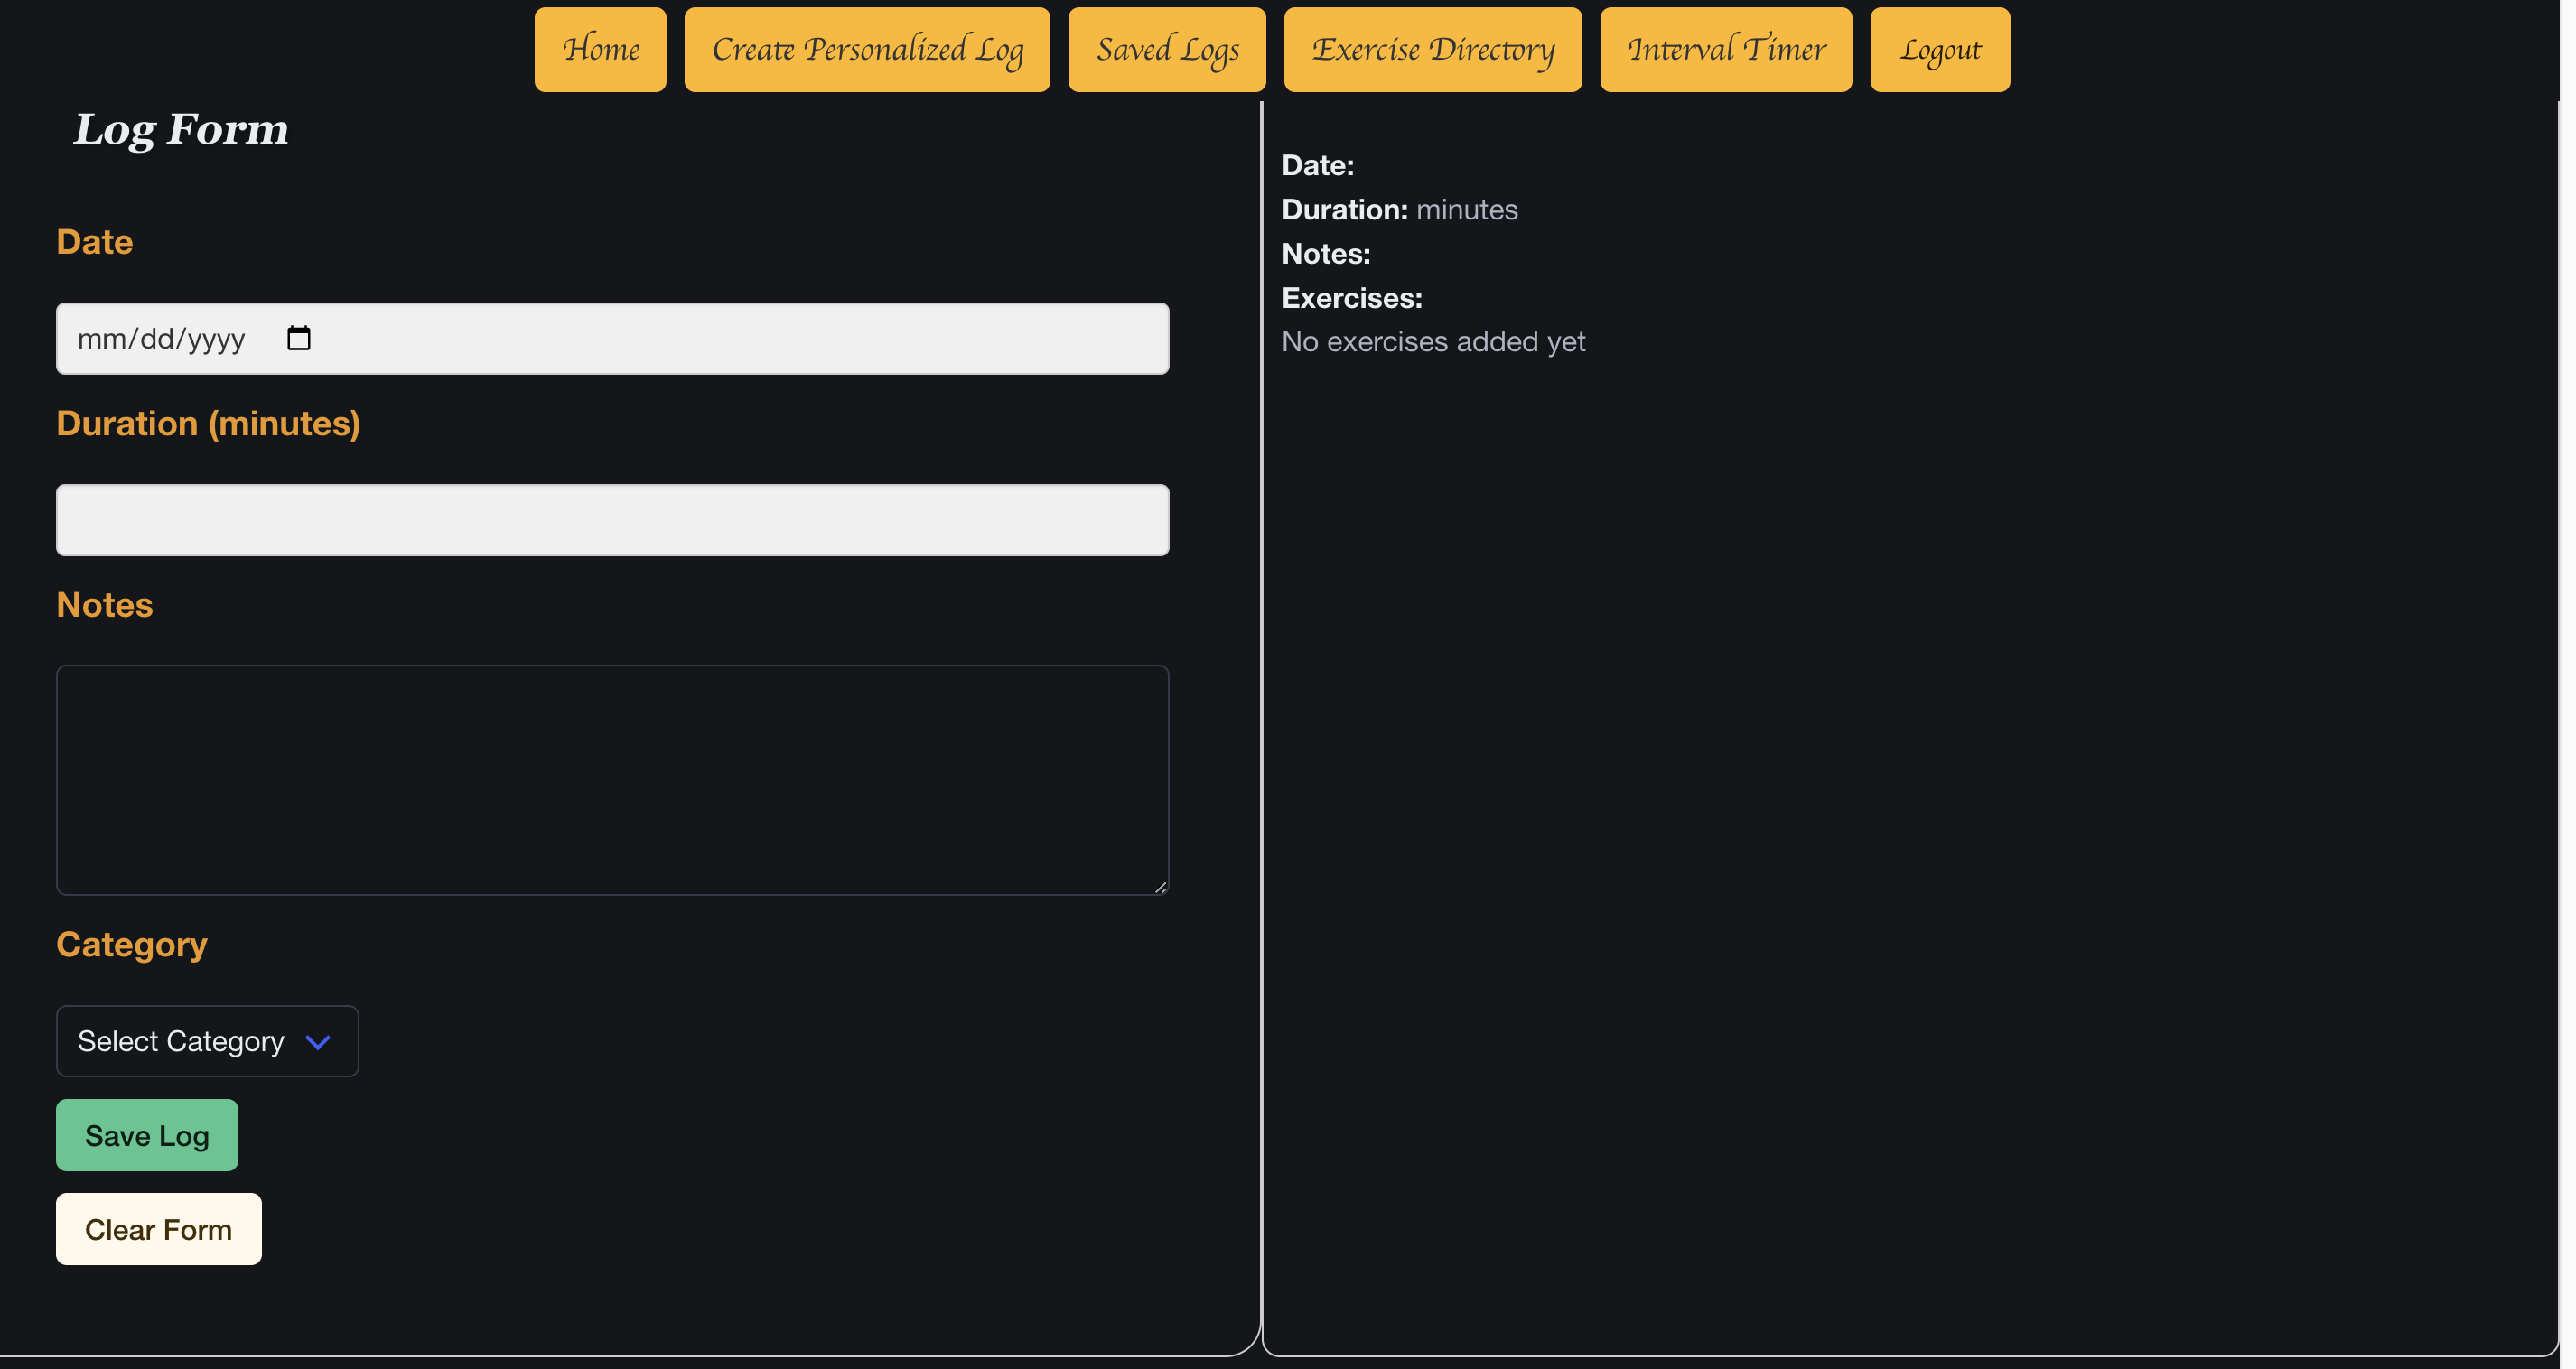 Home Create Personalized Log Saved Logs Exercise Directory Interval Timer Logout
Log Form
Date
mm/dd/yyyy
Duration (minutes)
Notes
Category
Select Category
Save Log
Clear Form
Date:
Duration: minutes
Notes:
Exercises:
No exercises added yet